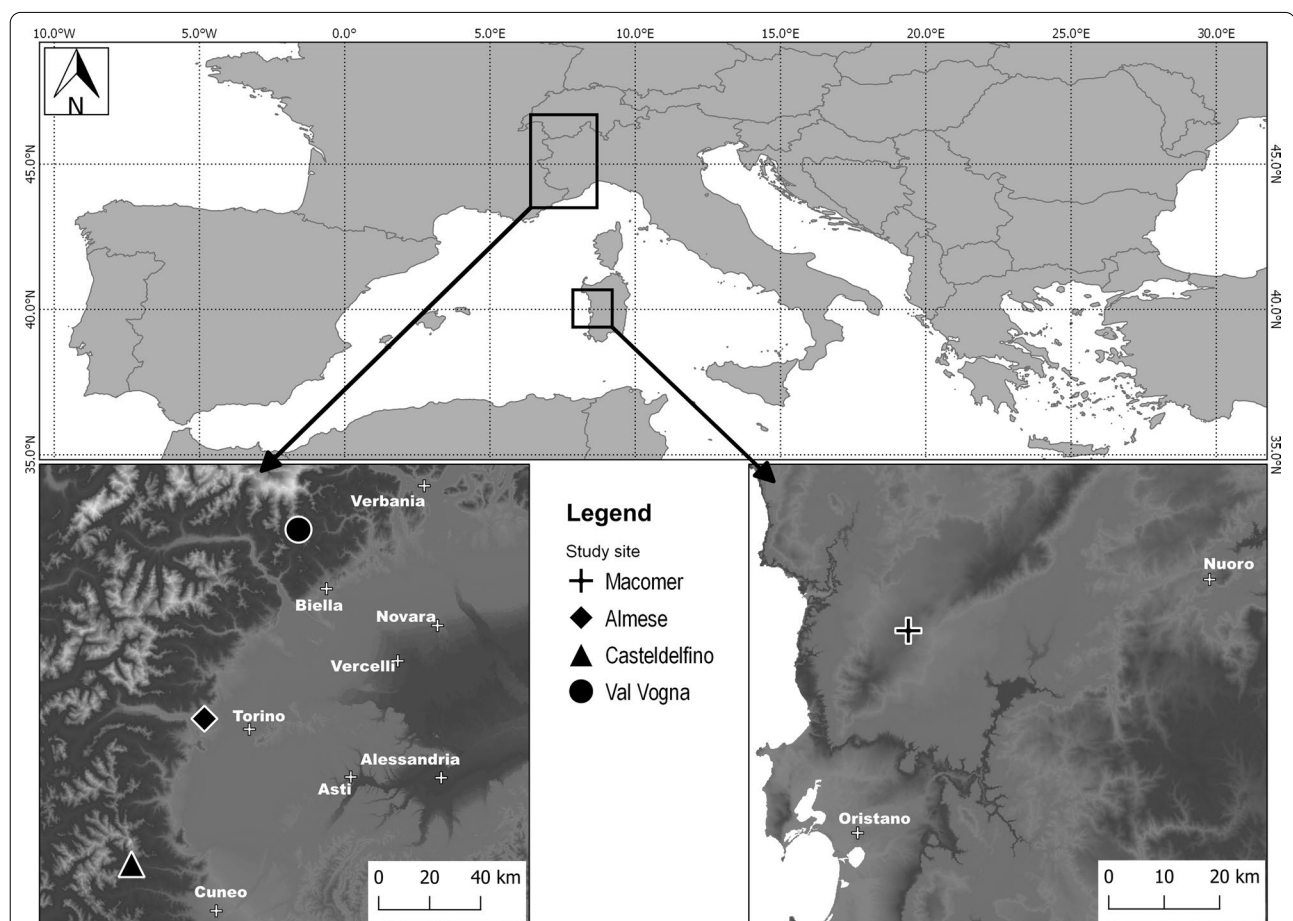 10.0°W 5.0°W 0.0° 5.0°E 10.0°E 15.0°E 20.0°E 25.0°E 30.0°E
N
45.0°N
45.0°N
40.0°N
40.0°N
35.0°N
35.0°N
Verbania
Biella
Novara
Vercelli
Torino
Alessandria
Asti
Cuneo
0 20 40 km
Legend
Study site
Macomer
Almese
Casteldelfino
Val Vogna
Nuoro
Oristano
0 10 20 km